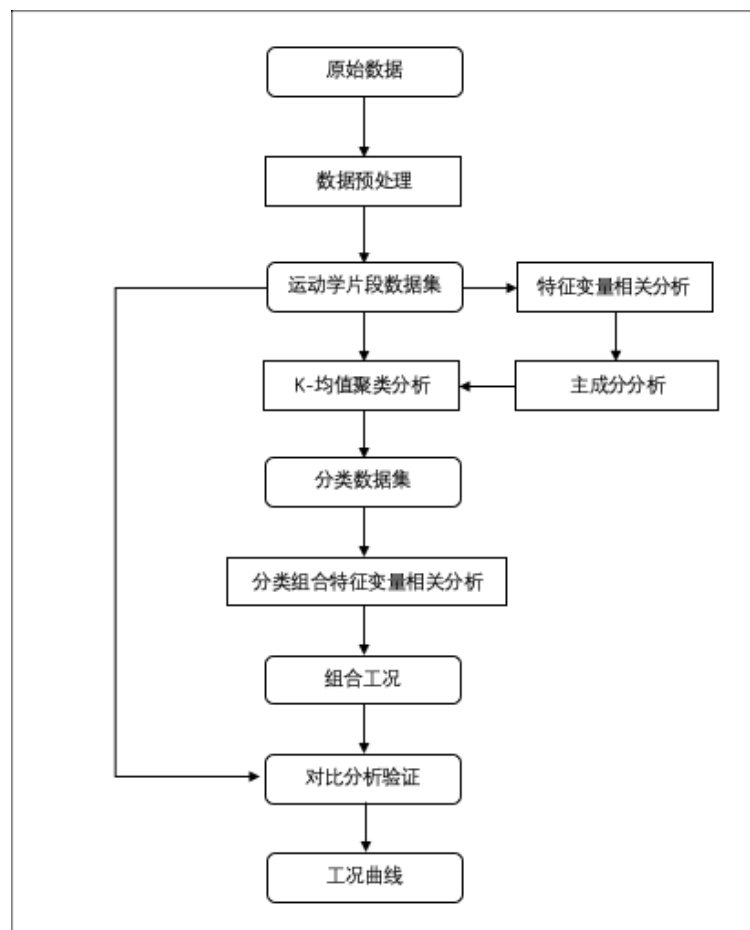 原始数据
数据预处理
运动学片段数据集
特征变量相关分析
K-均值聚类分析
主成分分析
分类数据集
分类组合特征变量相关分析
组合工况
对比分析验证
工况曲线